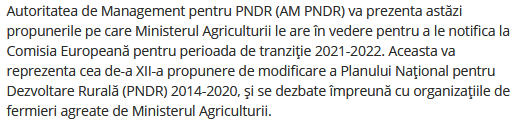 Autoritatea de Management pentru PNDR (AM PNDR) va prezenta astăzi
propunerile pe care Ministerul Agriculturii le are în vedere pentru a le notifica la
Comisia Europeană pentru perioada de tranziție 2021-2022. Aceasta va
reprezenta cea de-a XII-a propunere de modificare a Planului Național pentru
Dezvoltare Rurală (PNDR) 2014-2020, și se dezbate împreună cu organizațiile de
fermieri agreate de Ministerul Agriculturii.